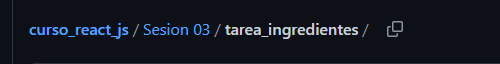 curso_react_js / Sesion 03 / tarea_ingredientes /